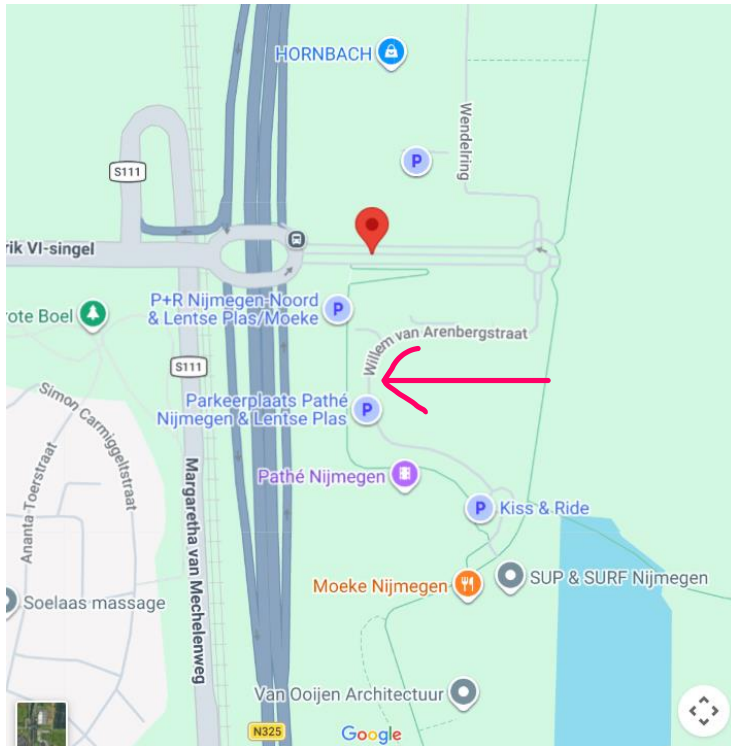 HORNBACH
P
Wendelring
S111
rik VI-singel
P+R Nijmegen-Noord
& Lentse Plas/Moeke
P
ote Boel
Willem van Arenbergstraat
S111
Simon Carmiggeltstraat
Parkeerplaats Pathé
Nijmegen & Lentse Plas
P
Ananta-Toerstraat
Margaretha van Mechelenweg
Pathé Nijmegen
P
Kiss & Ride
Moeke Nijmegen
SUP & SURF Nijmegen
Soelaas massage
Van Ooijen Architectuur
N325
Google